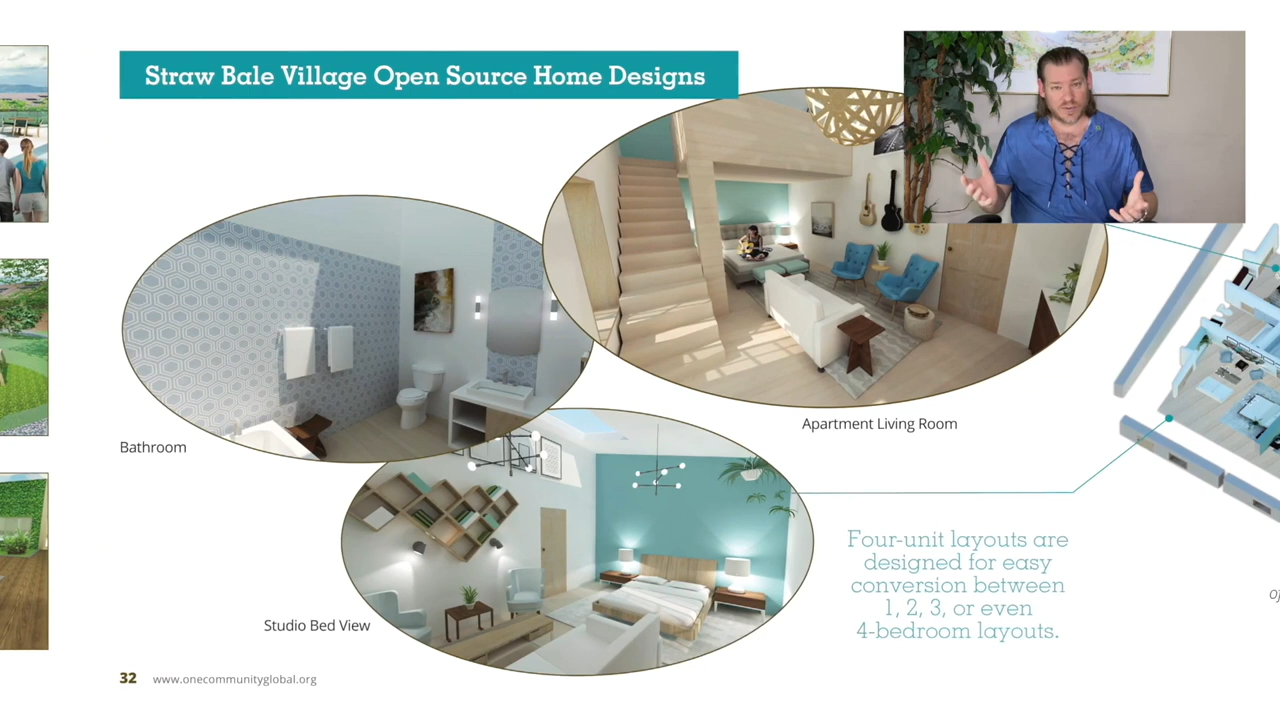 Straw Bale Village Open Source Home Designs
Bathroom
Apartment Living Room
Studio Bed View
Four-unit layouts are
designed for easy
conversion between
1, 2, 3, or even
4-bedroom layouts.
32 www.onecommunityglobal.org